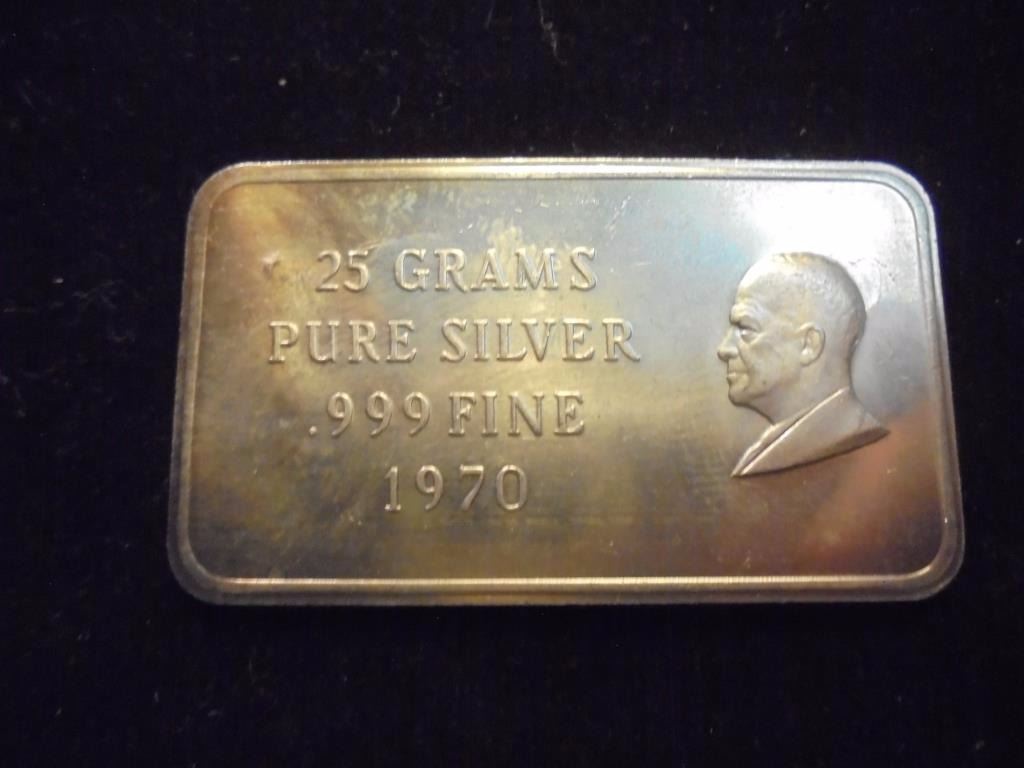 25 GRAMS
PURE SILVER
.999 FINE
1970